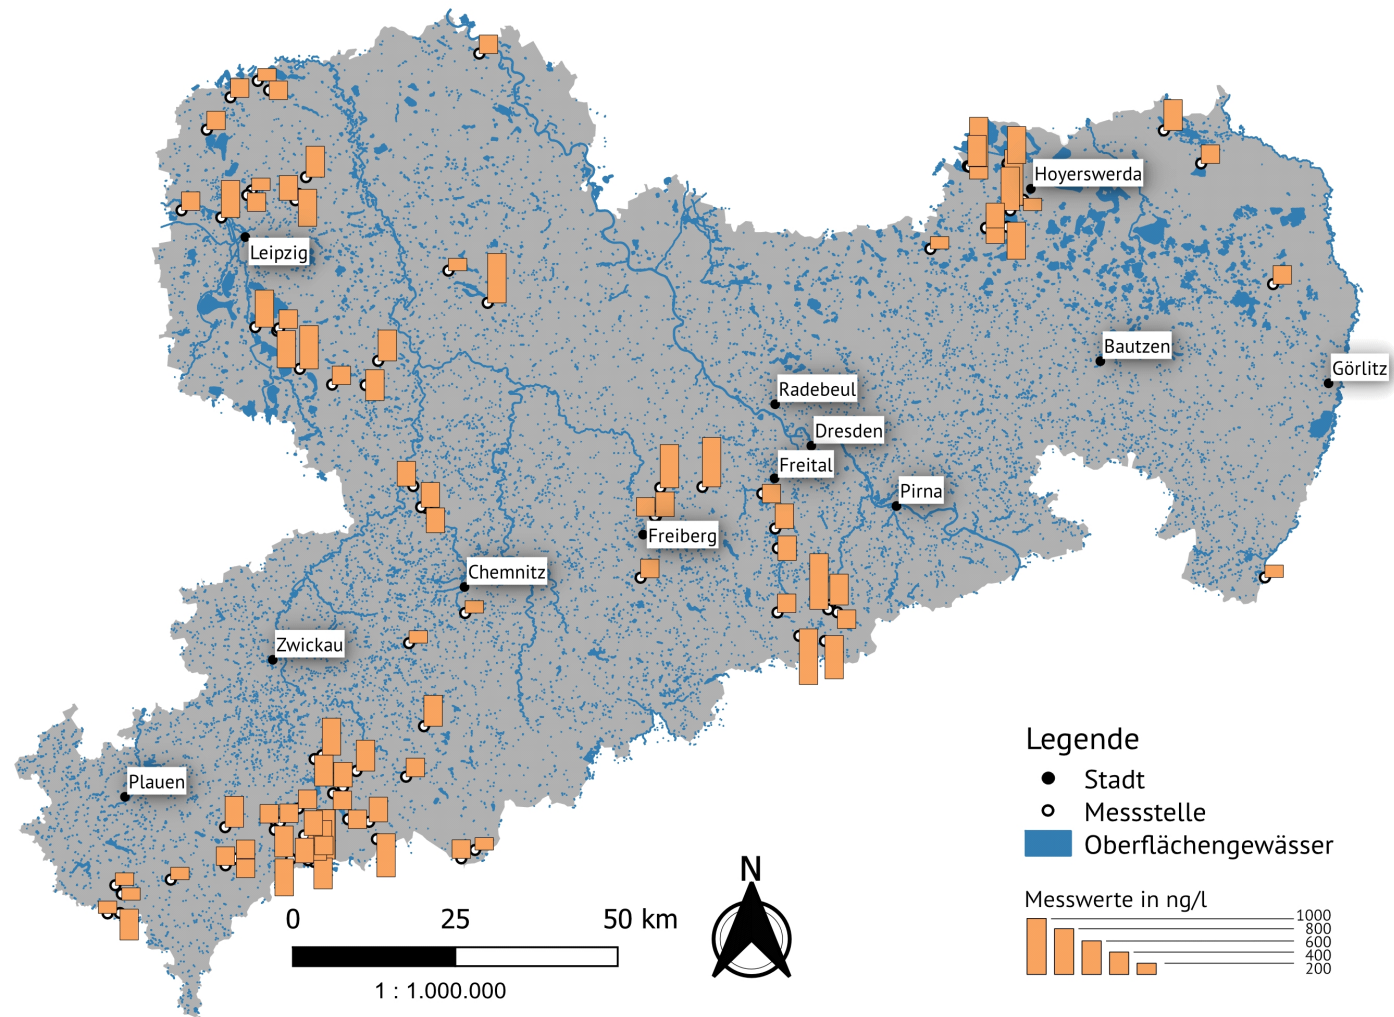 Hoyerswerda
Leipzig
Bautzen
Görlitz
Radebeul
Dresden
Freital
Pirna
Freiberg
Chemnitz
Zwickau
Plauen
Legende
Stadt
Messstelle
Oberflächengewässer
Messwerte in ng/l
1000
800
600
400
200
N
0 25 50 km
1 : 1.000.000